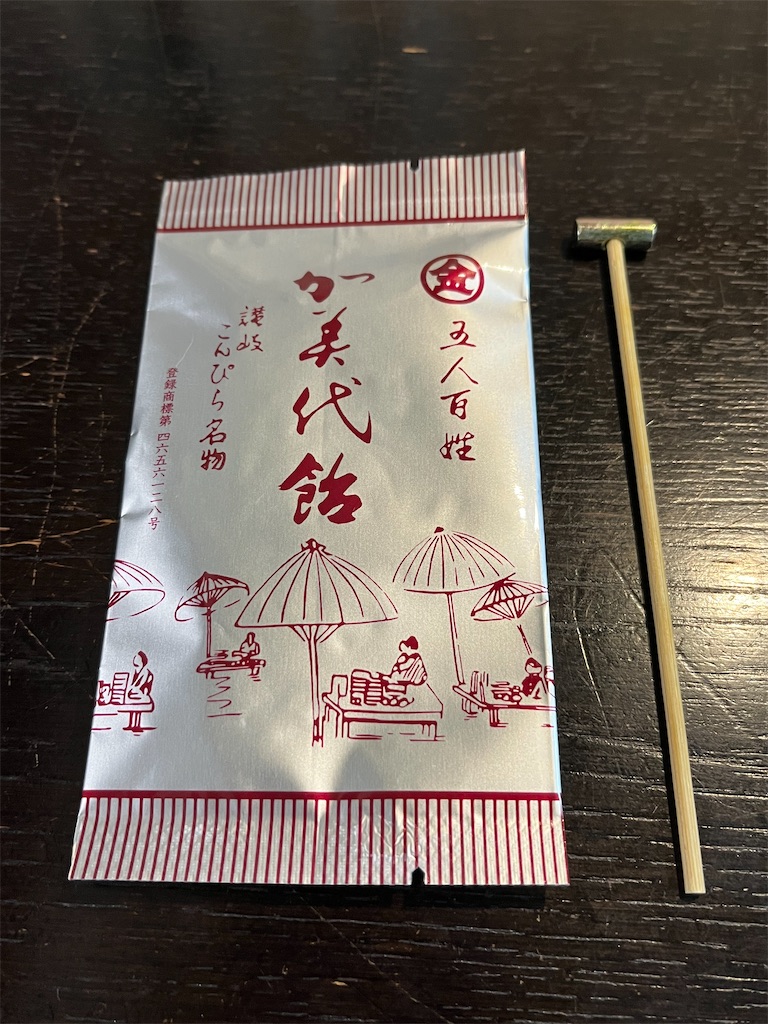 金
五人百姓
加美代飴
讃岐
こんぴら名物
登録商標第四六五六一二八号